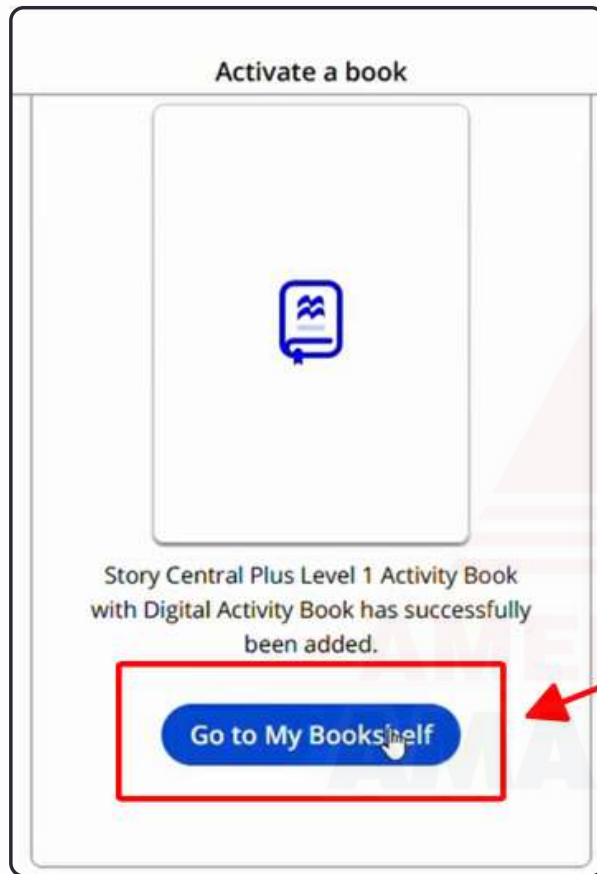 Activate a book
Story Central Plus Level 1 Activity Book
with Digital Activity Book has successfully
been added.
Go to My Bookshelf